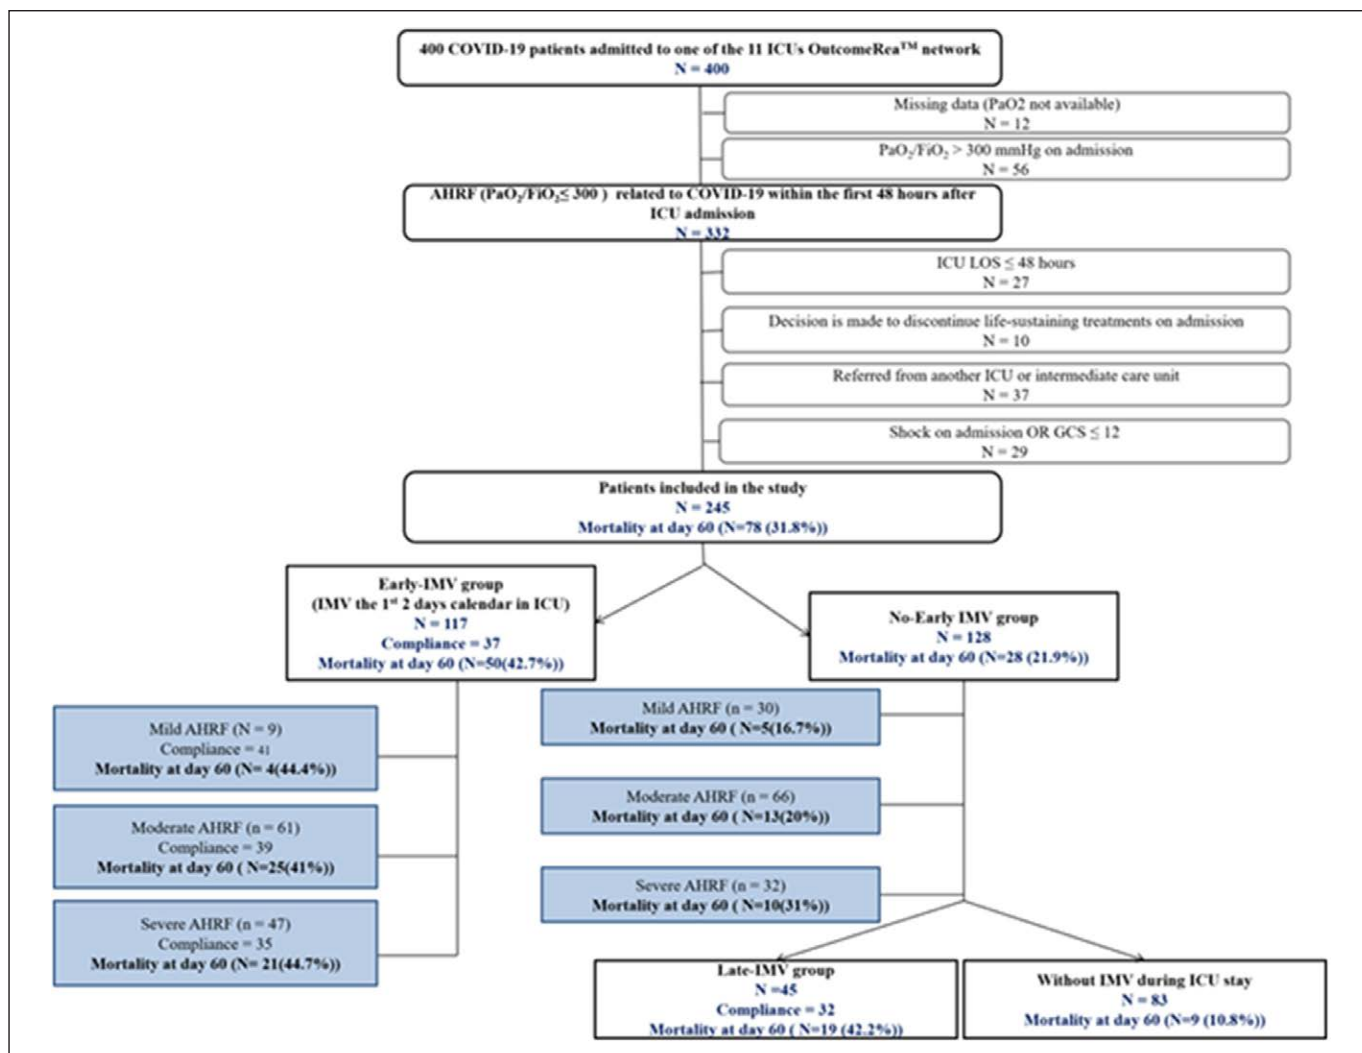 400 COVID-19 patients admitted to one of the 11 ICUs OutcomeRea™ network
N = 400
Missing data (PaO2 not available)
N = 12
PaO₂/FiO₂ > 300 mmHg on admission
N = 56
AHRF (PaO₂/FiO₂≤ 300 ) related to COVID-19 within the first 48 hours after
ICU admission
N = 332
ICU LOS ≤ 48 hours
N = 27
Decision is made to discontinue life-sustaining treatments on admission
N = 10
Referred from another ICU or intermediate care unit
N = 37
Shock on admission OR GCS ≤ 12
N = 29
Patients included in the study
N = 245
Mortality at day 60 (N=78 (31.8%))
Early-IMV group
(IMV the 1st 2 days calendar in ICU)
N = 117
Compliance = 37
Mortality at day 60 (N=50(42.7%))
No-Early IMV group
N = 128
Mortality at day 60 (N=28 (21.9%))
Mild AHRF (N = 9)
Compliance = 41
Mortality at day 60 (N= 4(44.4%))
Moderate AHRF (n = 61)
Compliance = 39
Mortality at day 60 ( N=25(41%))
Severe AHRF (n = 47)
Compliance = 35
Mortality at day 60 (N= 21(44.7%))
Mild AHRF (n = 30)
Mortality at day 60 ( N=5(16.7%))
Moderate AHRF (n = 66)
Mortality at day 60 ( N=13(20%))
Severe AHRF (n = 32)
Mortality at day 60 ( N=10(31%))
Late-IMV group
N =45
Compliance = 32
Mortality at day 60 ( N=19 (42.2%))
Without IMV during ICU stay
N = 83
Mortality at day 60 (N=9 (10.8%))